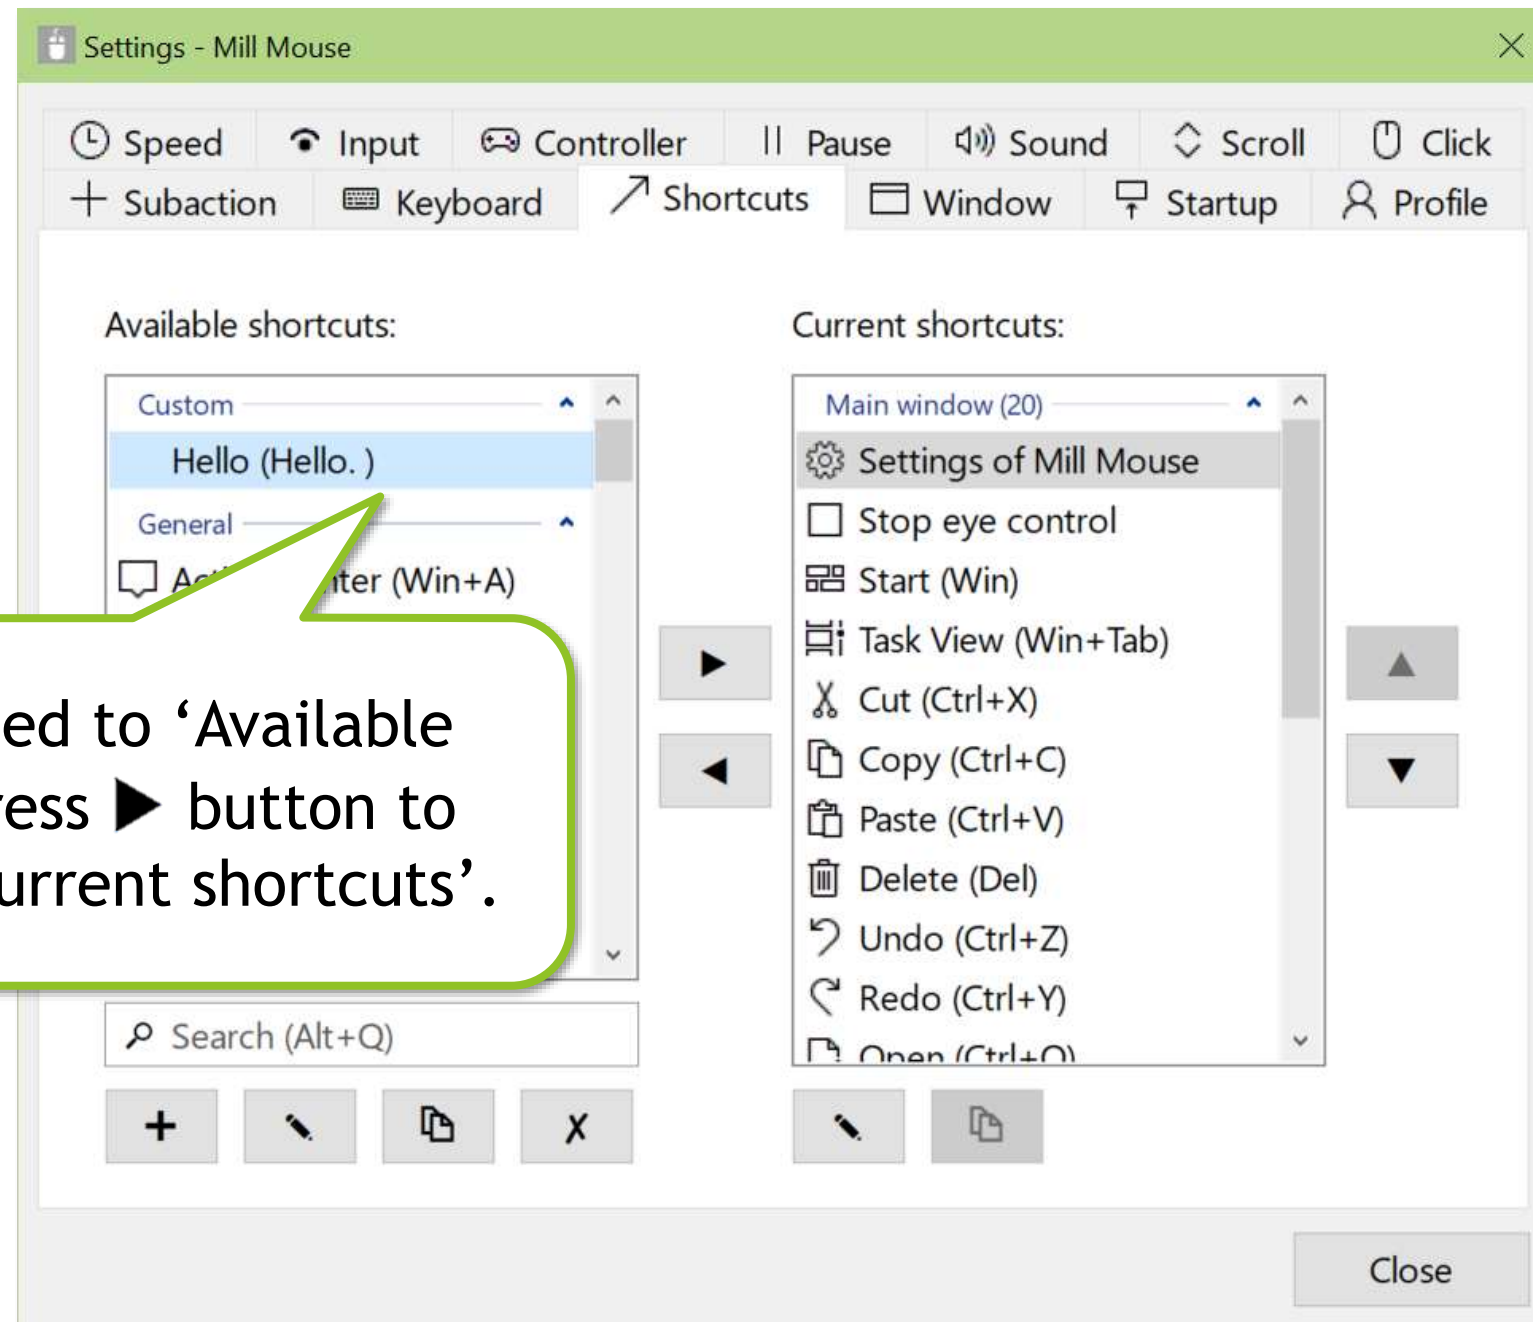 Settings - Mill Mouse
Speed Input Controller Pause Sound Scroll Click
Subaction Keyboard Shortcuts Window Startup Profile
Available shortcuts:
Custom
Hello (Hello. )
General
(Win+A)
ed to ‘Available
ress ▶ button to
urrent shortcuts’.
Search (Alt+Q)
Current shortcuts:
Main window (20)
Settings of Mill Mouse
Stop eye control
Start (Win)
Task View (Win+Tab)
Cut (Ctrl+X)
Copy (Ctrl+C)
Paste (Ctrl+V)
Delete (Del)
Undo (Ctrl+Z)
Redo (Ctrl+Y)
Open (Ctrl+O)
Close